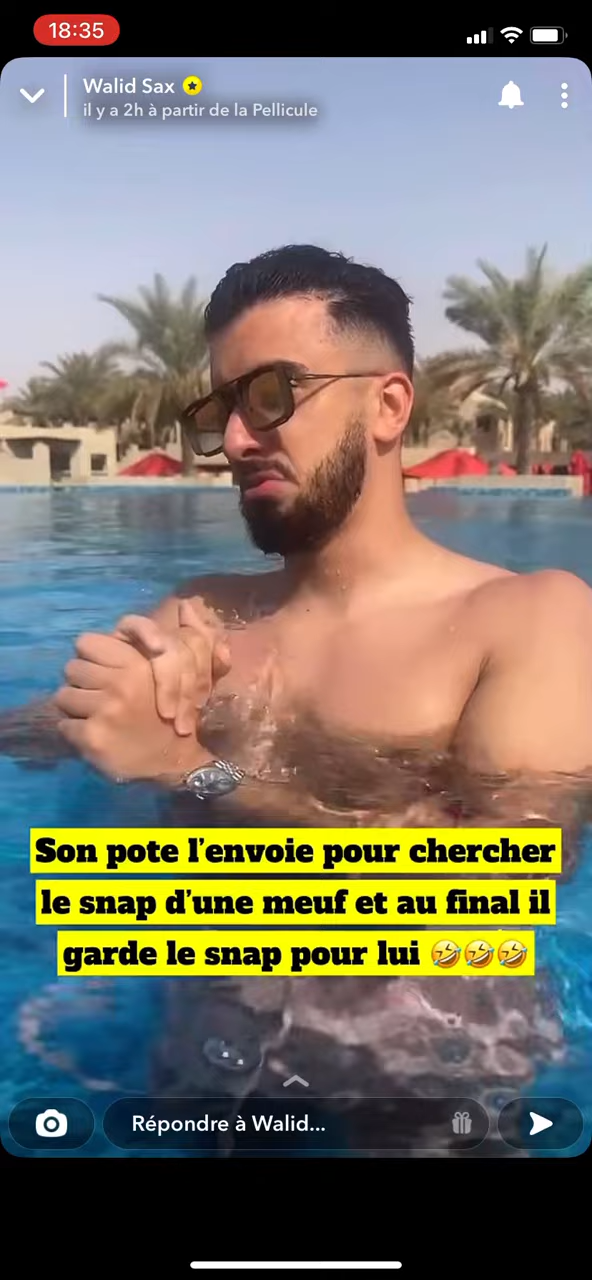 18:35
Walid Sax
il y a 2h à partir de la Pellicule
Son pote l'envoie pour chercher
le snap d'une meuf et au final il
garde le snap pour lui 🤣🤣🤣
Répondre à Walid...